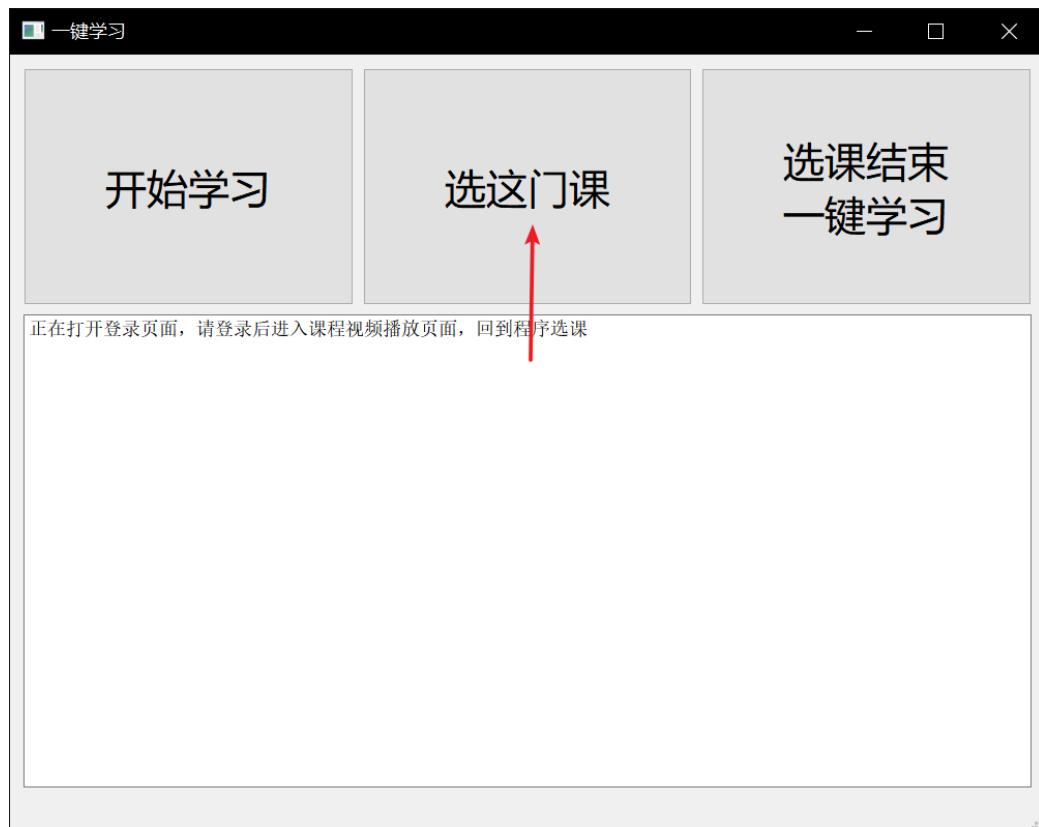 一键学习
开始学习
选这门课
选课结束
一键学习
正在打开登录页面，请登录后进入课程视频播放页面，回到程序选课